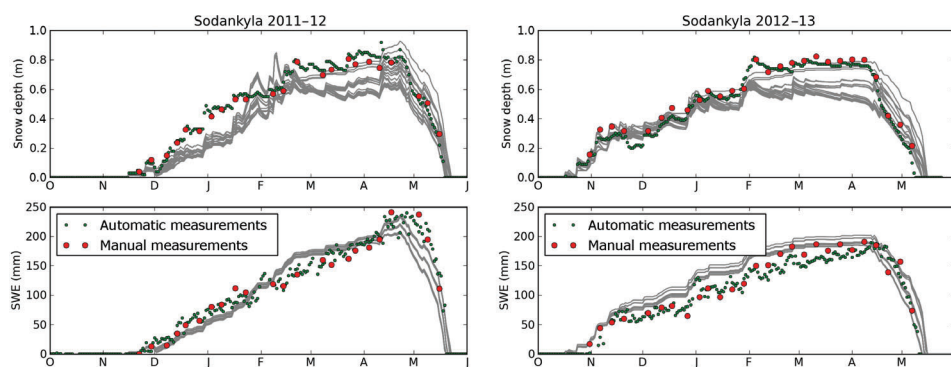 Sodankyla 2011–12
Snow depth (m)
1.0
0.8
0.6
0.4
0.2
0.0
O N D J F M A M J
Sodankyla 2012–13
Snow depth (m)
1.0
0.8
0.6
0.4
0.2
0.0
O N D J F M A M
SWE (mm)
250
200
150
100
50
0
Automatic measurements
Manual measurements
O N D J F M A M J
SWE (mm)
250
200
150
100
50
0
Automatic measurements
Manual measurements
O N D J F M A M